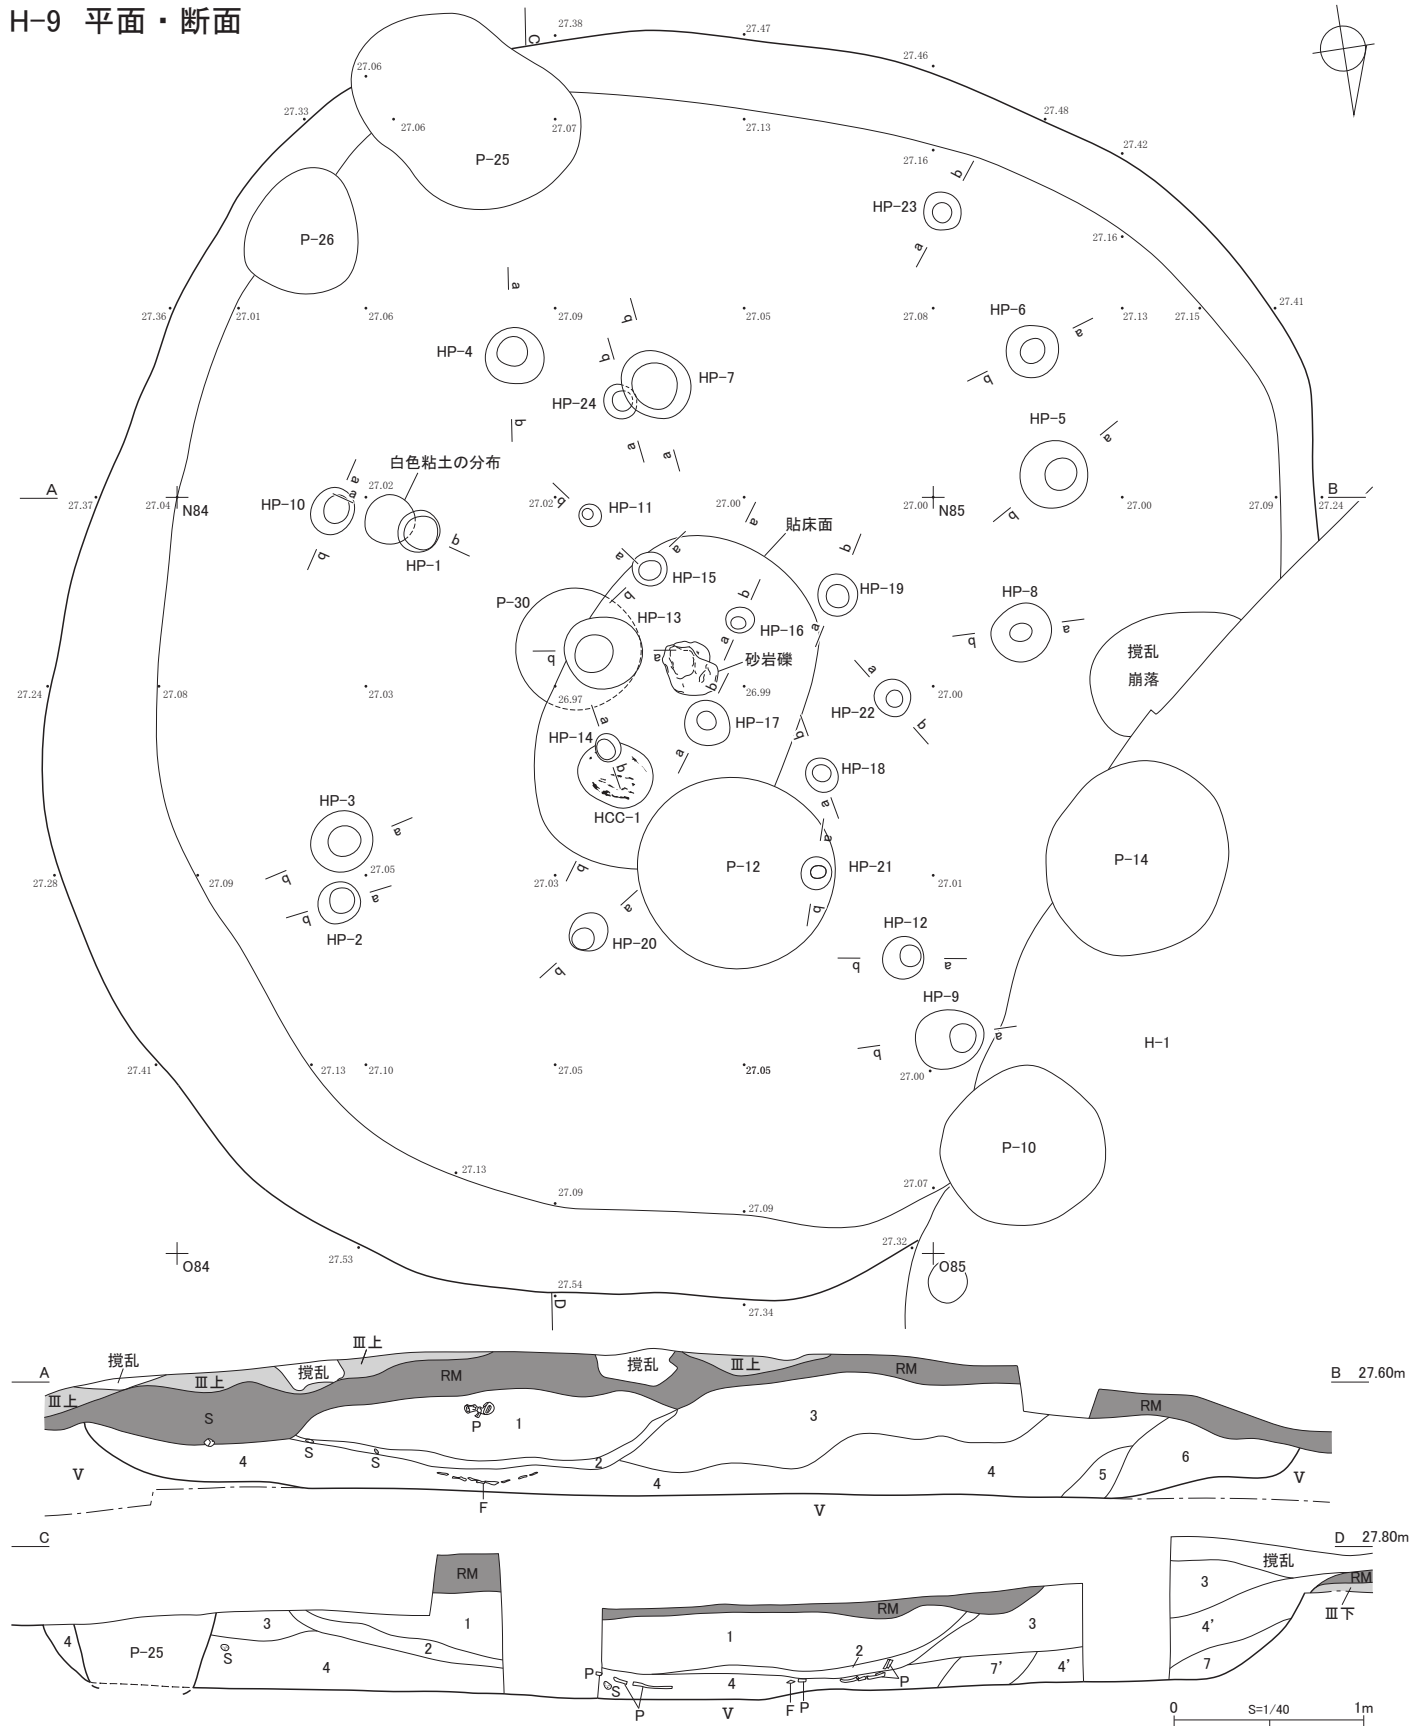 H-9 平面・断面
C
27.38
27.47
27.46
27.06
27.33
27.06
27.07
27.13
27.48
27.42
27.16
P-25
b
HP-23
a
P-26
27.16
a
b
27.36
27.01
27.06
27.09
27.05
27.08
HP-6
27.13
27.15
27.41
a
HP-4
b
b
HP-7
HP-24
HP-5
a
b
a
a
白色粘土の分布
A
27.37
27.04
N84
HP-10
a
a
27.02
27.02
b
HP-11
27.00
a
27.00
N85
27.00
27.09
B
27.24
b
HP-1
b
貼床面
b
a
a
HP-15
b
HP-19
HP-8
P-30
HP-13
b
HP-16
a
a
b
a
b
a
砂岩礫
撹乱
崩落
27.24
27.08
27.03
26.97
b
26.99
a
27.00
HP-22
HP-17
a
b
b
HP-14
b
a
HP-18
HP-3
a
HCC-1
a
a
P-12
HP-21
P-14
27.28
27.09
b
27.05
27.03
b
27.01
a
b
a
b
HP-2
HP-12
HP-20
b
b
a
HP-9
a
b
H-1
27.41
27.13
27.10
27.05
27.05
27.00
P-10
27.13
27.09
27.09
27.07
27.32
O84
27.53
O85
27.54
D
27.34
A
撹乱
Ⅲ上
Ⅲ上
Ⅲ上
撹乱
RM
撹乱
Ⅲ上
RM
B 27.60m
RM
S
P
1
3
V
4
S
S
2
4
4
5
6
V
F
V
C
D 27.80m
RM
撹乱
RM
Ⅲ下
4
P-25
3
S
4
1
2
RM
1
2
3
3
4'
7
P
S
P
4
F
P
P
7'
4'
V
0
S=1/40
1m